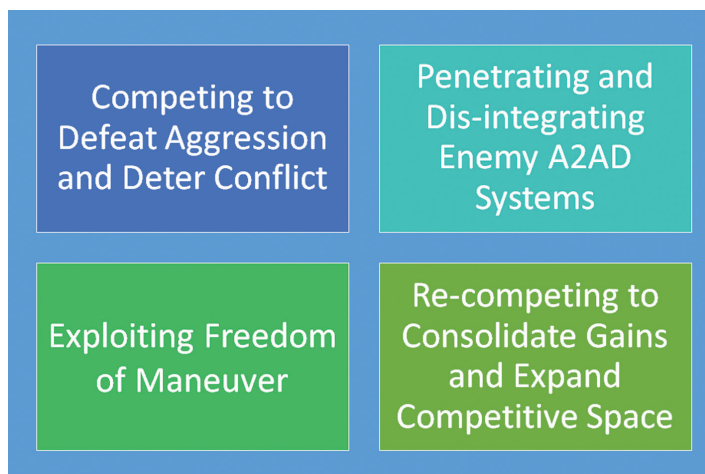 Competing to
Defeat Aggression
and Deter Conflict
Penetrating and
Dis-integrating
Enemy A2AD
Systems
Exploiting Freedom
of Maneuver
Re-competing to
Consolidate Gains
and Expand
Competitive Space